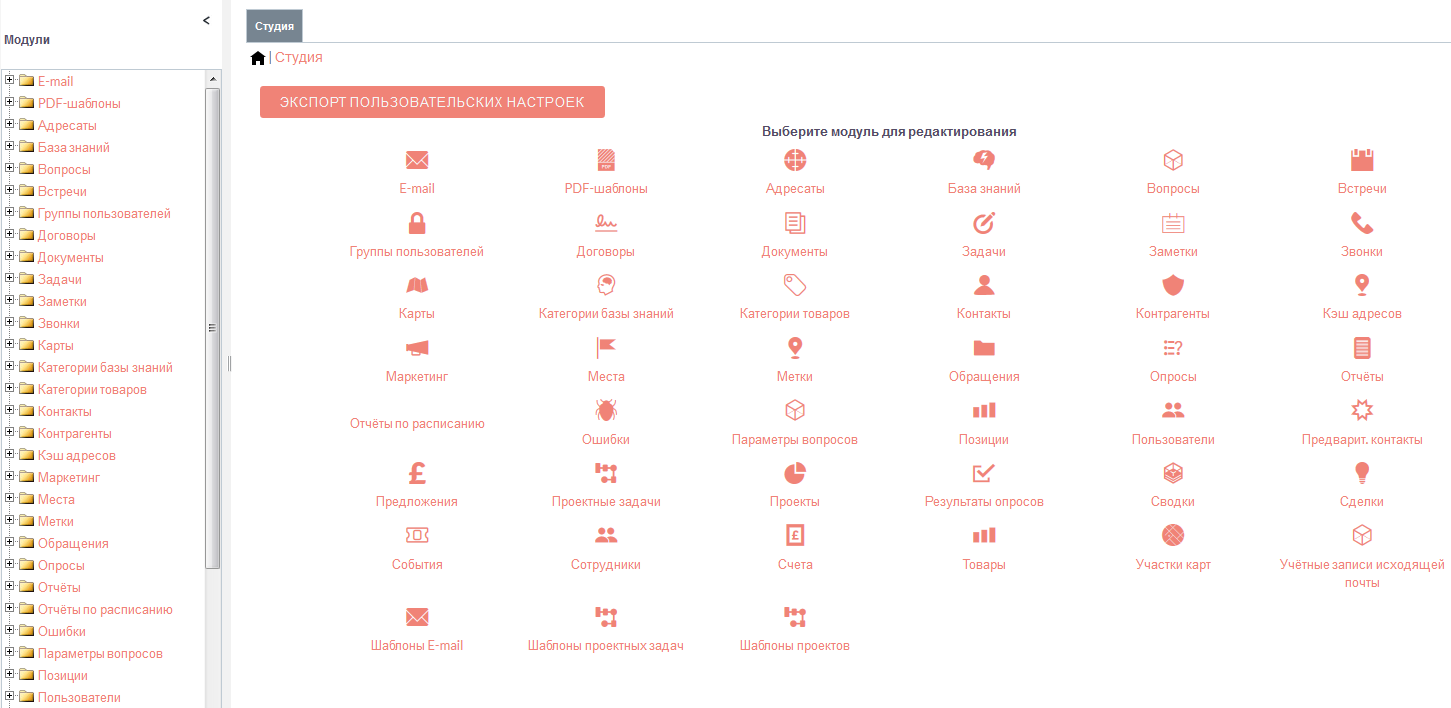 <
Модули
E-mail
PDF-шаблоны
Адресаты
База знаний
Вопросы
Встречи
Группы пользователей
Договоры
Документы
Задачи
Заметки
Звонки
Карты
Категории базы знаний
Категории товаров
Контакты
Контрагенты
Кэш адресов
Маркетинг
Места
Метки
Обращения
Опросы
Отчёты
Отчёты по расписанию
Ошибки
Параметры вопросов
Позиции
Пользователи
Студия
| Студия
ЭКСПОРТ ПОЛЬЗОВАТЕЛЬСКИХ НАСТРОЕК
Выберите модуль для редактирования
PDF
E-mail PDF-шаблоны Адресаты База знаний Вопросы Встречи
Группы пользователей Договоры Документы Задачи Заметки Звонки
Карты Категории базы знаний Категории товаров Контакты Контрагенты Кэш адресов
Маркетинг Места Метки Обращения Опросы Отчёты
Отчёты по расписанию Ошибки Параметры вопросов Позиции Пользователи Предварит. контакты
Предложения Проектные задачи Проекты Результаты опросов Сводки Сделки
События Сотрудники Счета Товары Участки карт Учётные записи исходящей
почты
Шаблоны E-mail Шаблоны проектных задач Шаблоны проектов